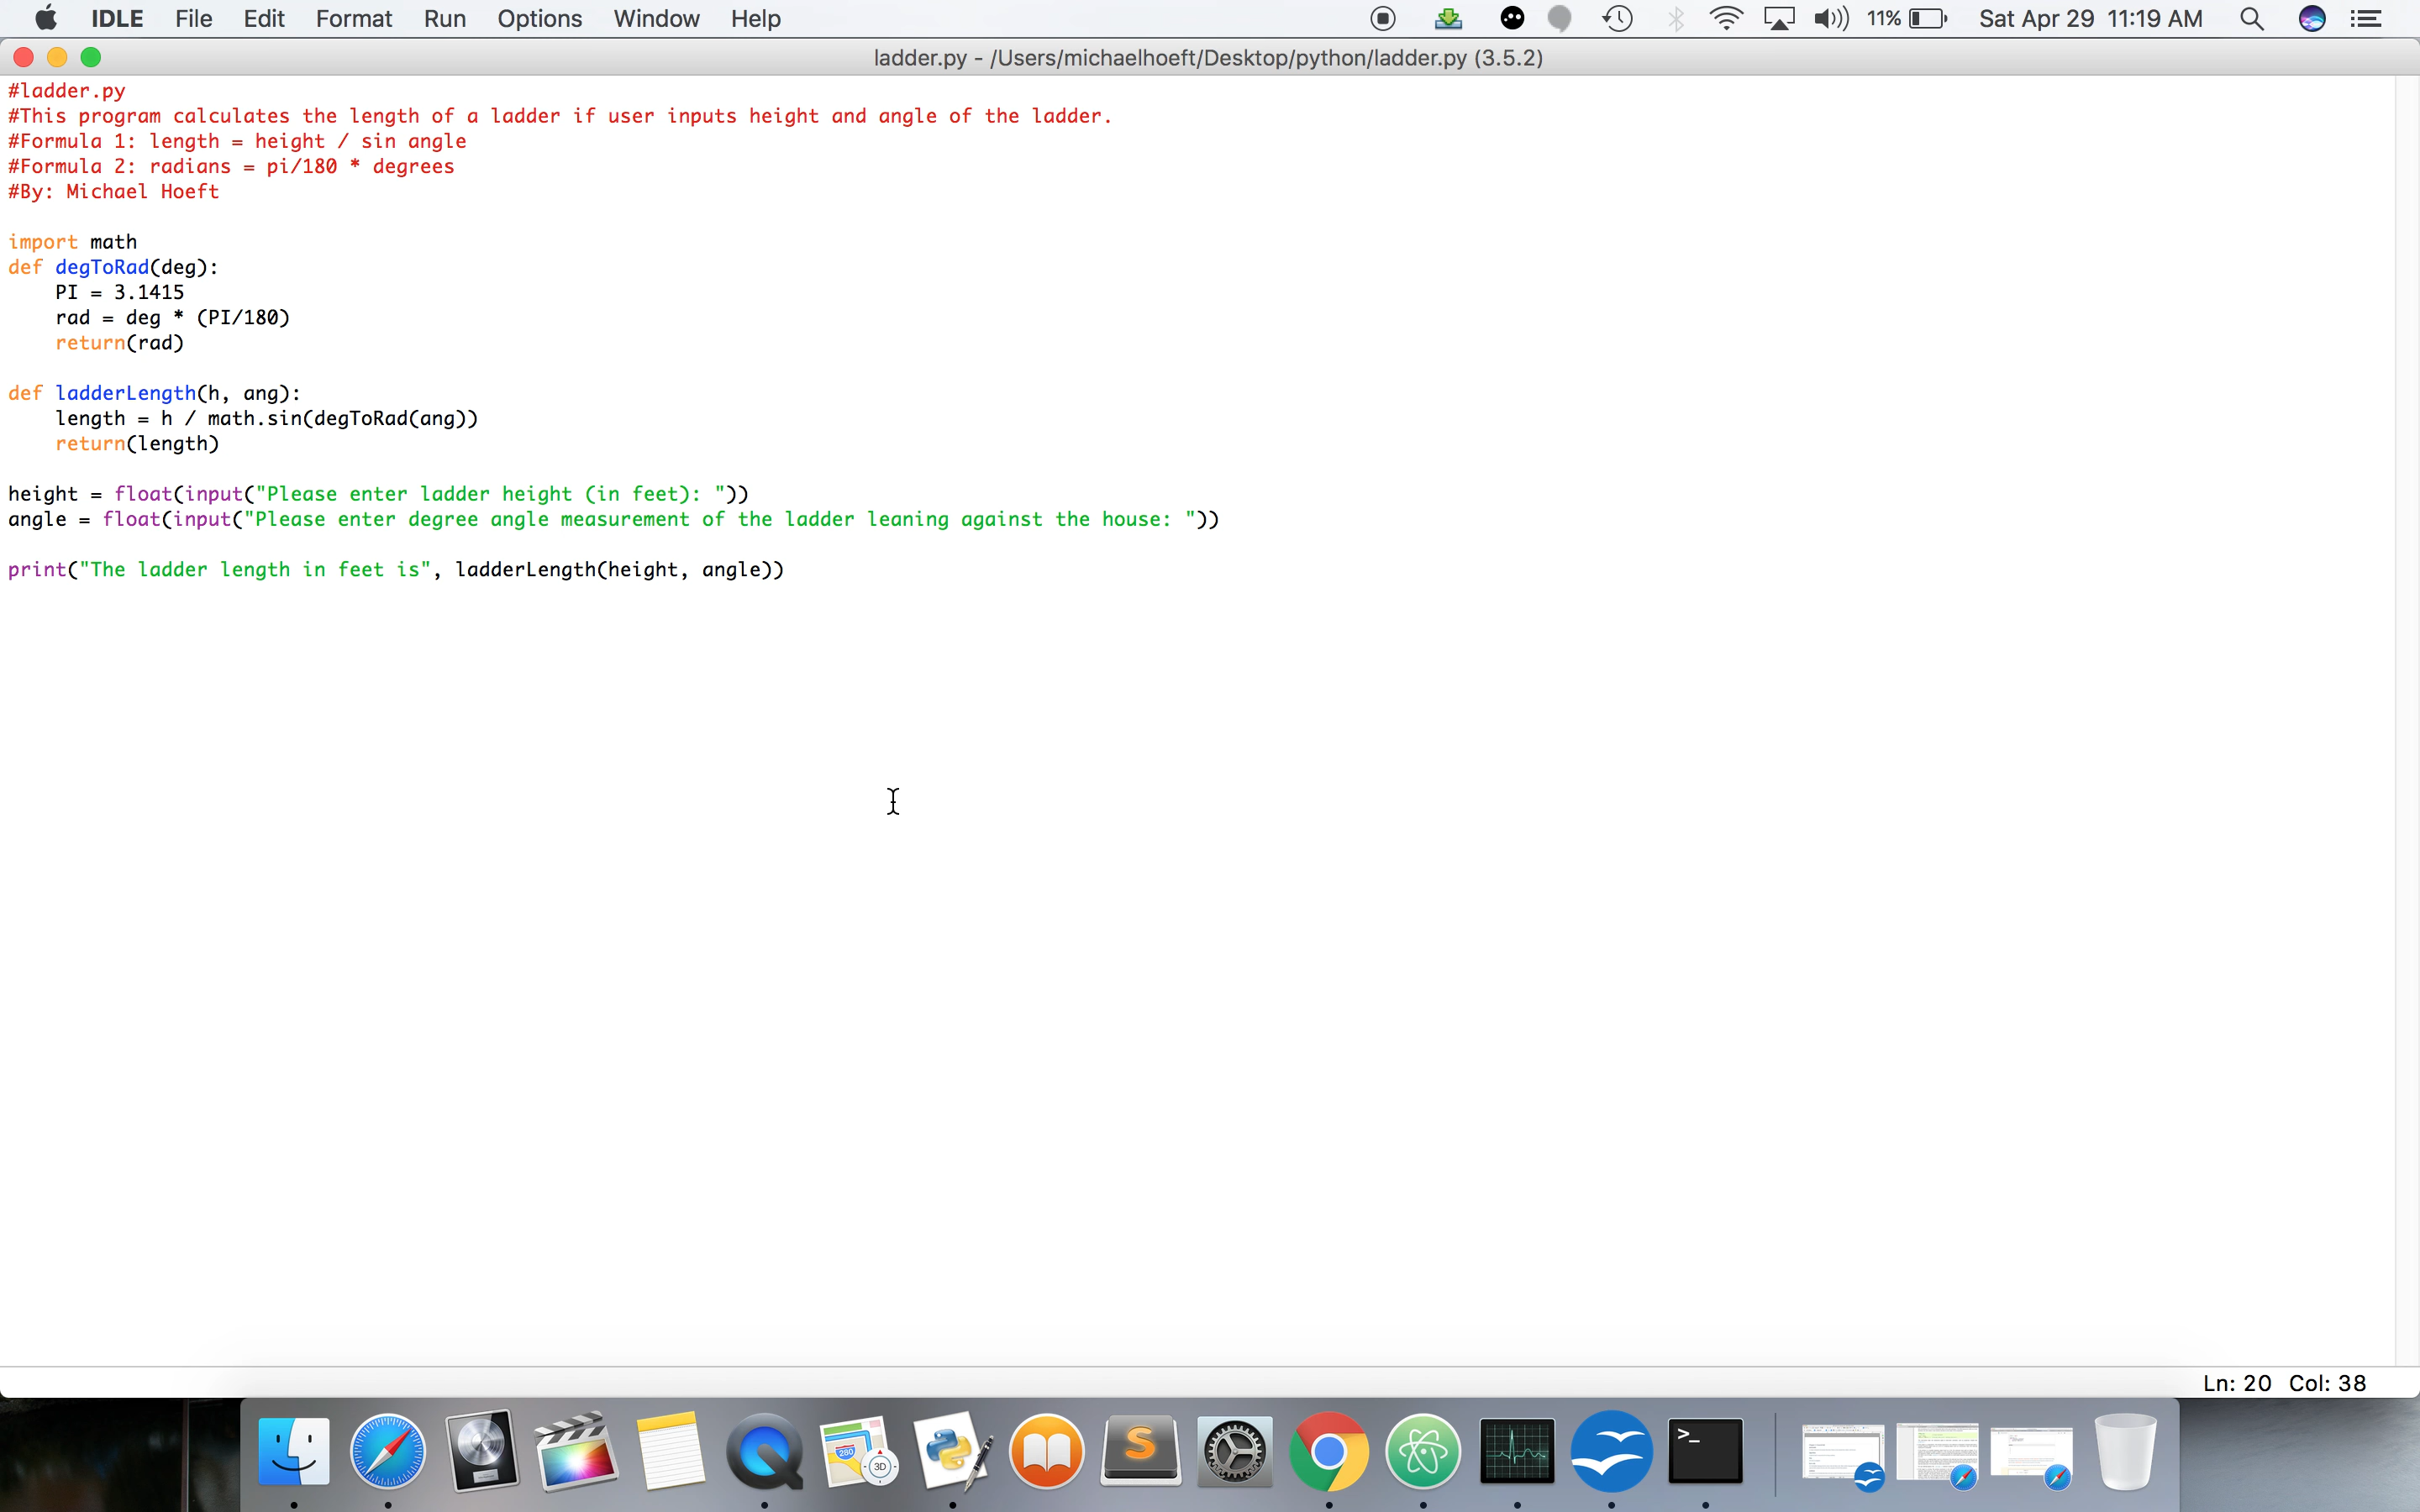 IDLE File Edit Format Run Options Window Help 11% Sat Apr 29 11:19 AM
ladder.py - /Users/michaelhoeft/Desktop/python/ladder.py (3.5.2)
#ladder.py
#This program calculates the length of a ladder if user inputs height and angle of the ladder.
#Formula 1: length = height / sin angle
#Formula 2: radians = pi/180 * degrees
#By: Michael Hoeft
import math
def degToRad(deg):
    PI = 3.1415
    rad = deg * (PI/180)
    return(rad)
def ladderLength(h, ang):
    length = h / math.sin(degToRad(ang))
    return(length)
height = float(input("Please enter ladder height (in feet): "))
angle = float(input("Please enter degree angle measurement of the ladder leaning against the house: "))
print("The ladder length in feet is", ladderLength(height, angle))
Ln: 20 Col: 38
280
3D
S
>_